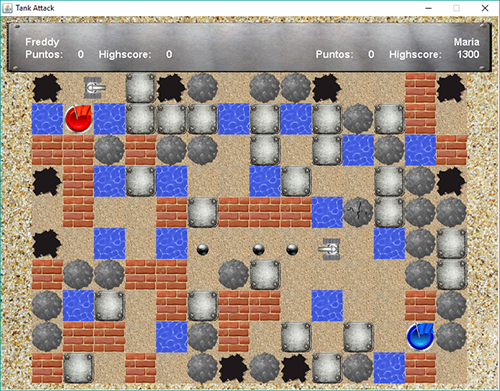 Tank Attack
Freddy
Puntos: 0 Highscore: 0
Maria
Puntos: 0 Highscore: 1300